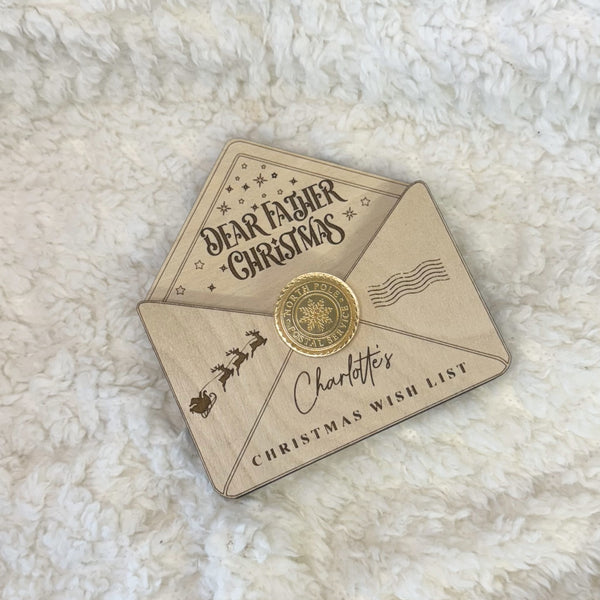 DEAR FATHER
CHRISTMAS
NORTH POLE
POSTAL SERVICE
Charlotte's
CHRISTMAS WISH LIST